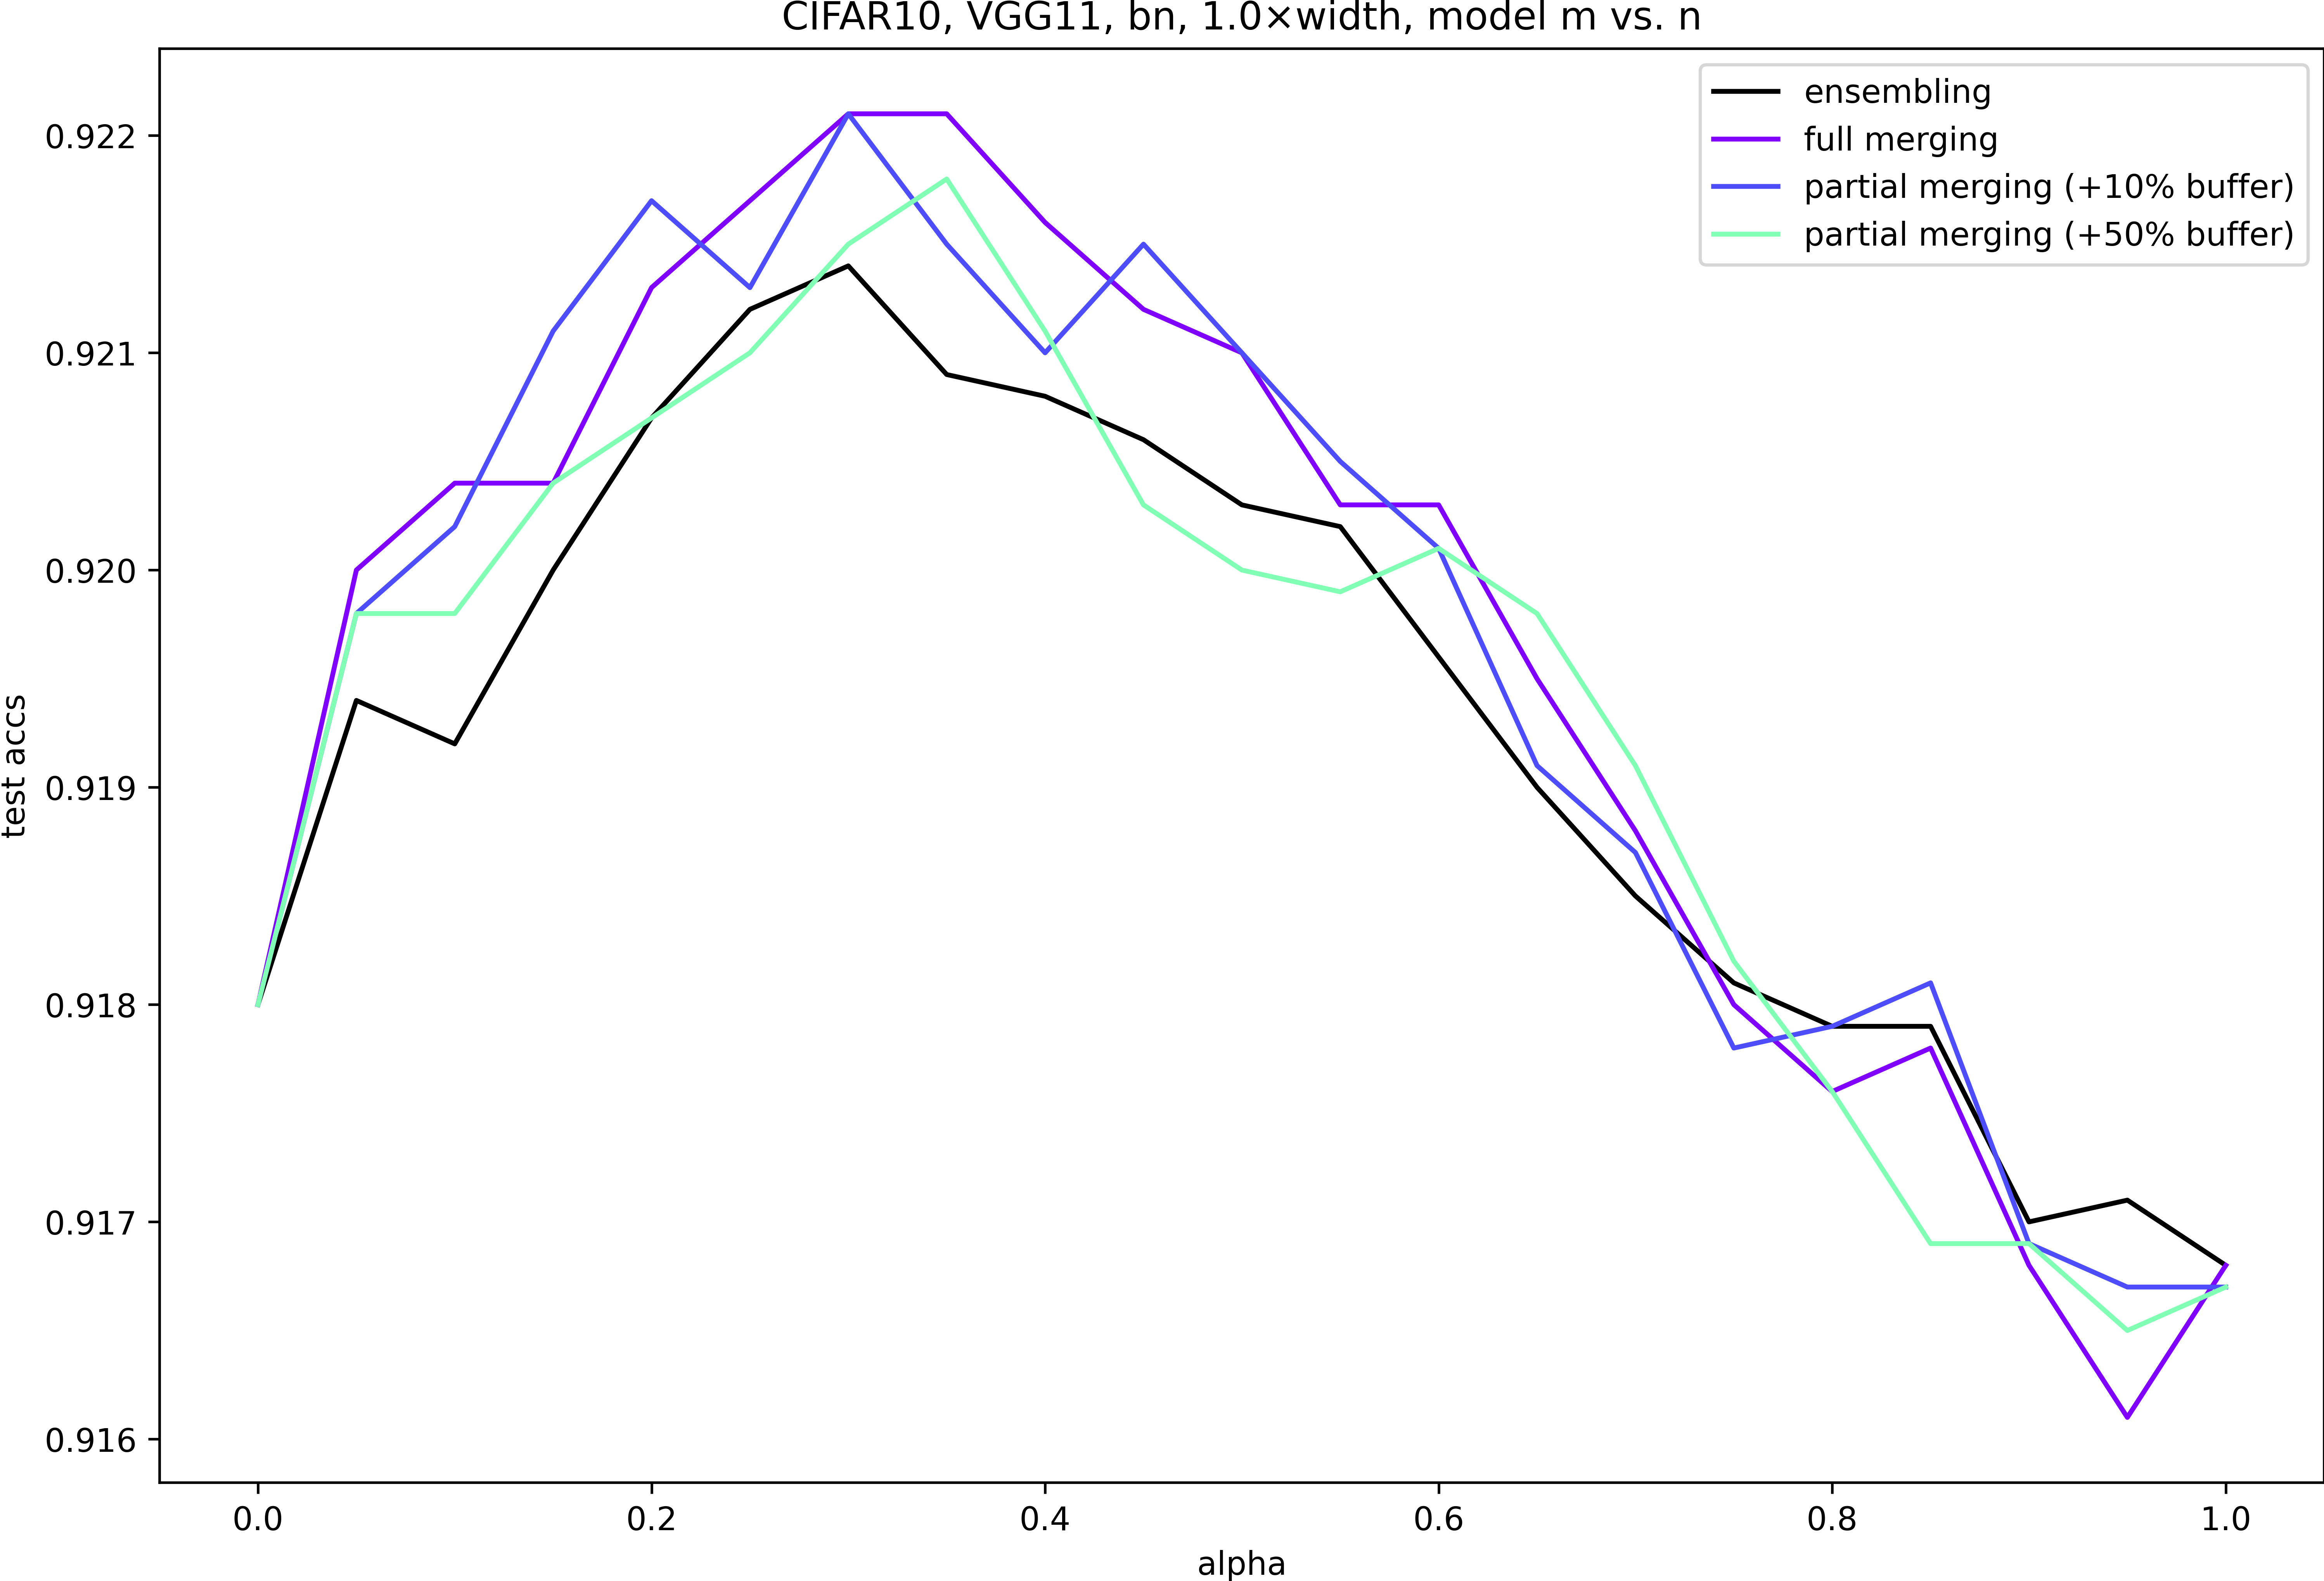 CIFAR10, VGG11, bn, 1.0×width, model m vs. n
ensembling
full merging
partial merging (+10% buffer)
partial merging (+50% buffer)
0.922
0.921
0.920
0.919
0.918
0.917
0.916
test accs
0.0 0.2 0.4 0.6 0.8 1.0
alpha